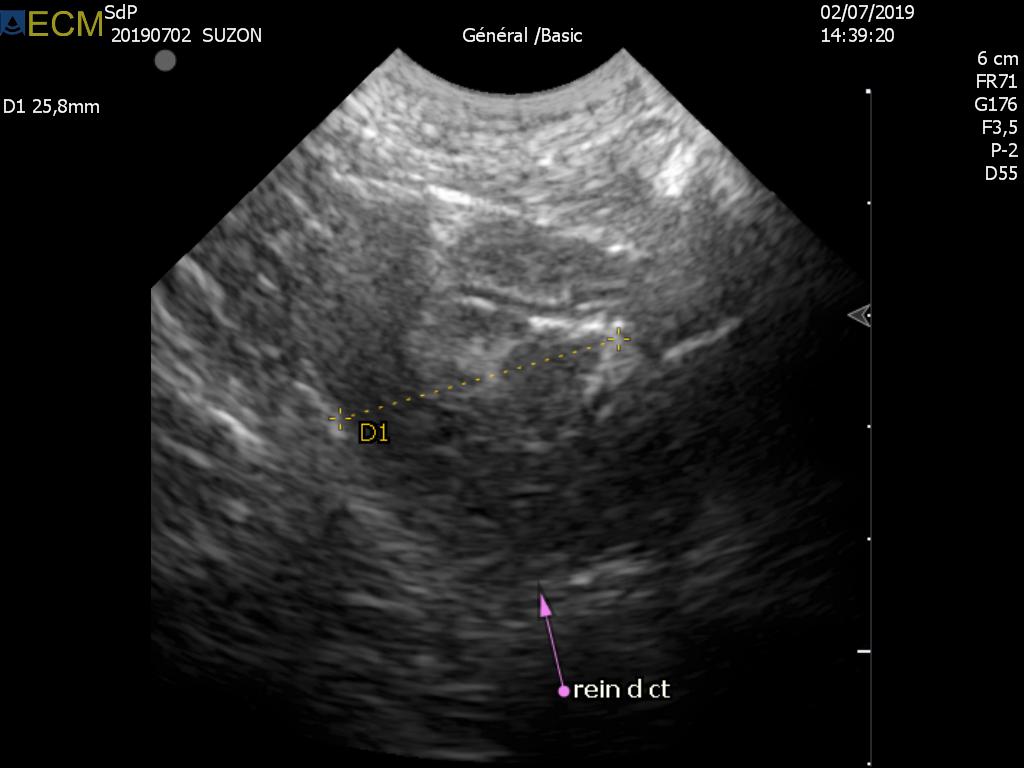 ECM
SdP
20190702 SUZON
Général /Basic
02/07/2019
14:39:20
6 cm
FR71
G176
F3,5
P-2
D55
D1 25,8mm
D1
rein d ct